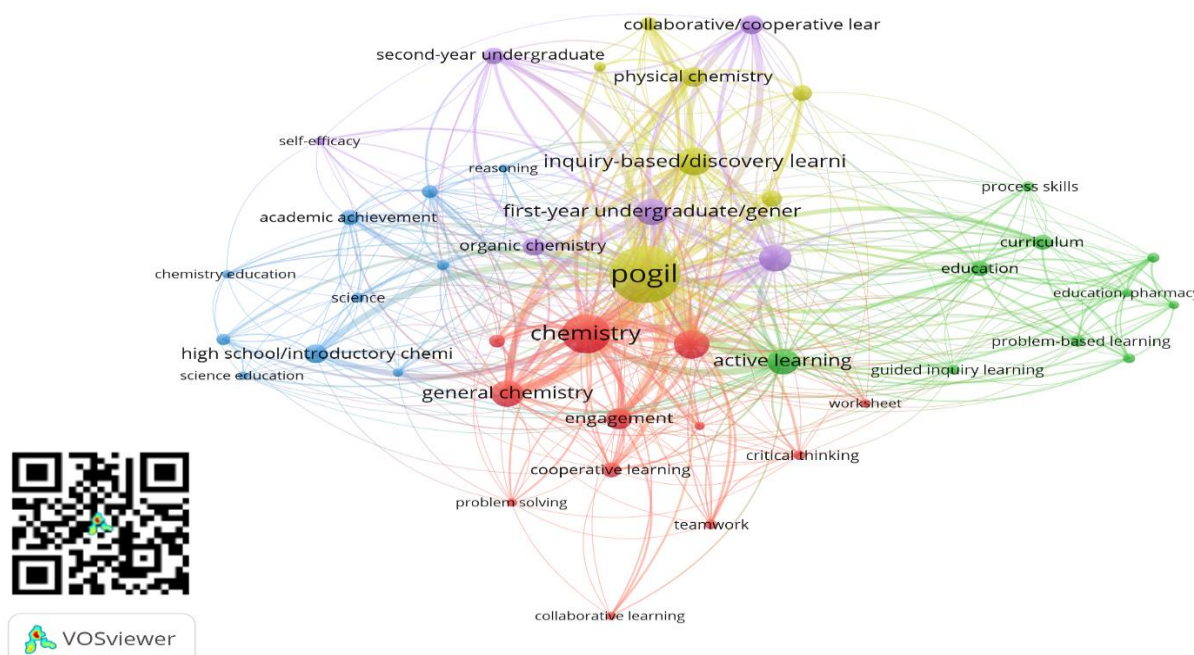 collaborative/cooperative lear
second-year undergraduate
physical chemistry
self-efficacy
reasoning
inquiry-based/discovery learni
process skills
academic achievement
first-year undergraduate/gener
organic chemistry
curriculum
chemistry education
pogil
education
science
education, pharmacy
chemistry
high school/introductory chemi
active learning
problem-based learning
science education
guided inquiry learning
general chemistry
worksheet
engagement
critical thinking
cooperative learning
problem solving
teamwork
collaborative learning
VOSviewer